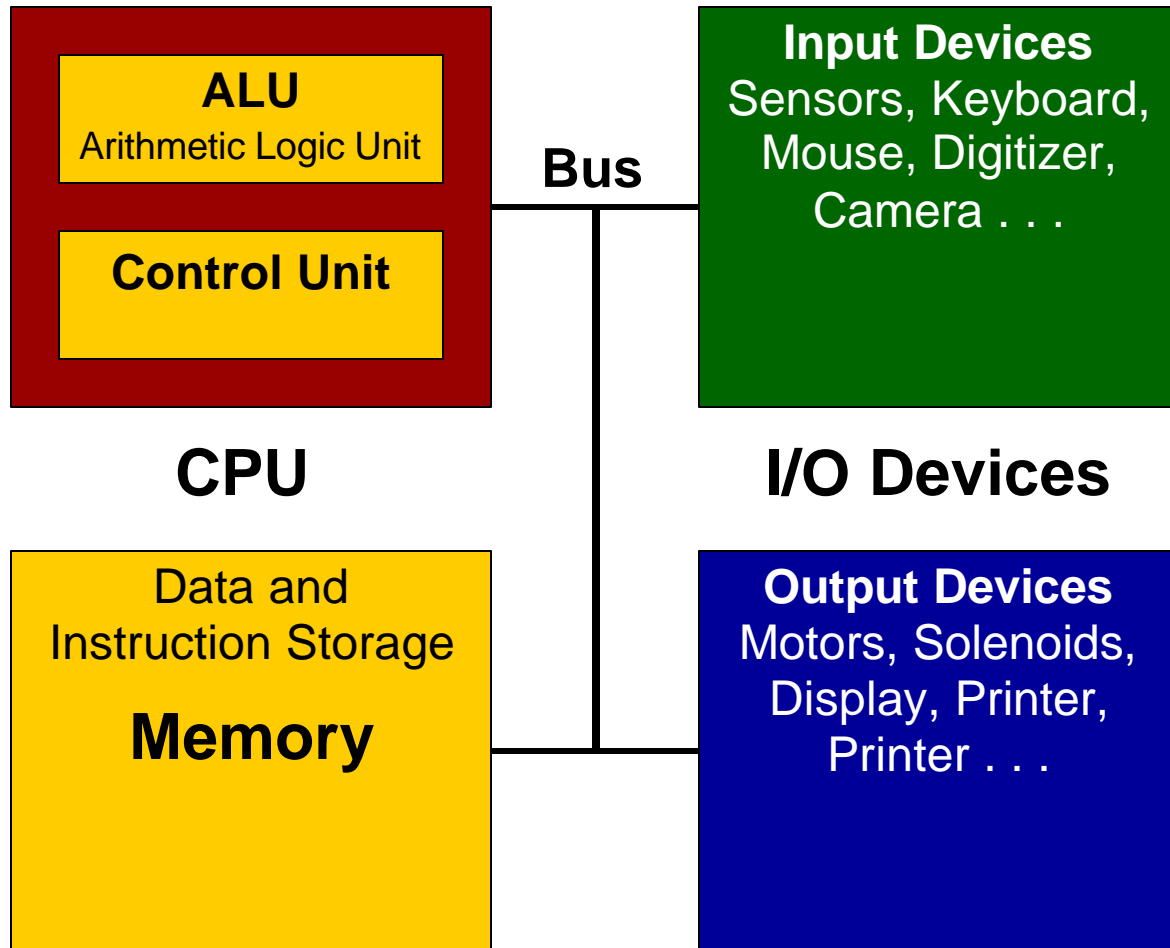 ALU
Arithmetic Logic Unit
Control Unit
CPU
Bus
Input Devices
Sensors, Keyboard,
Mouse, Digitizer,
Camera . . .
I/O Devices
Data and
Instruction Storage
Memory
Output Devices
Motors, Solenoids,
Display, Printer,
Printer . . .